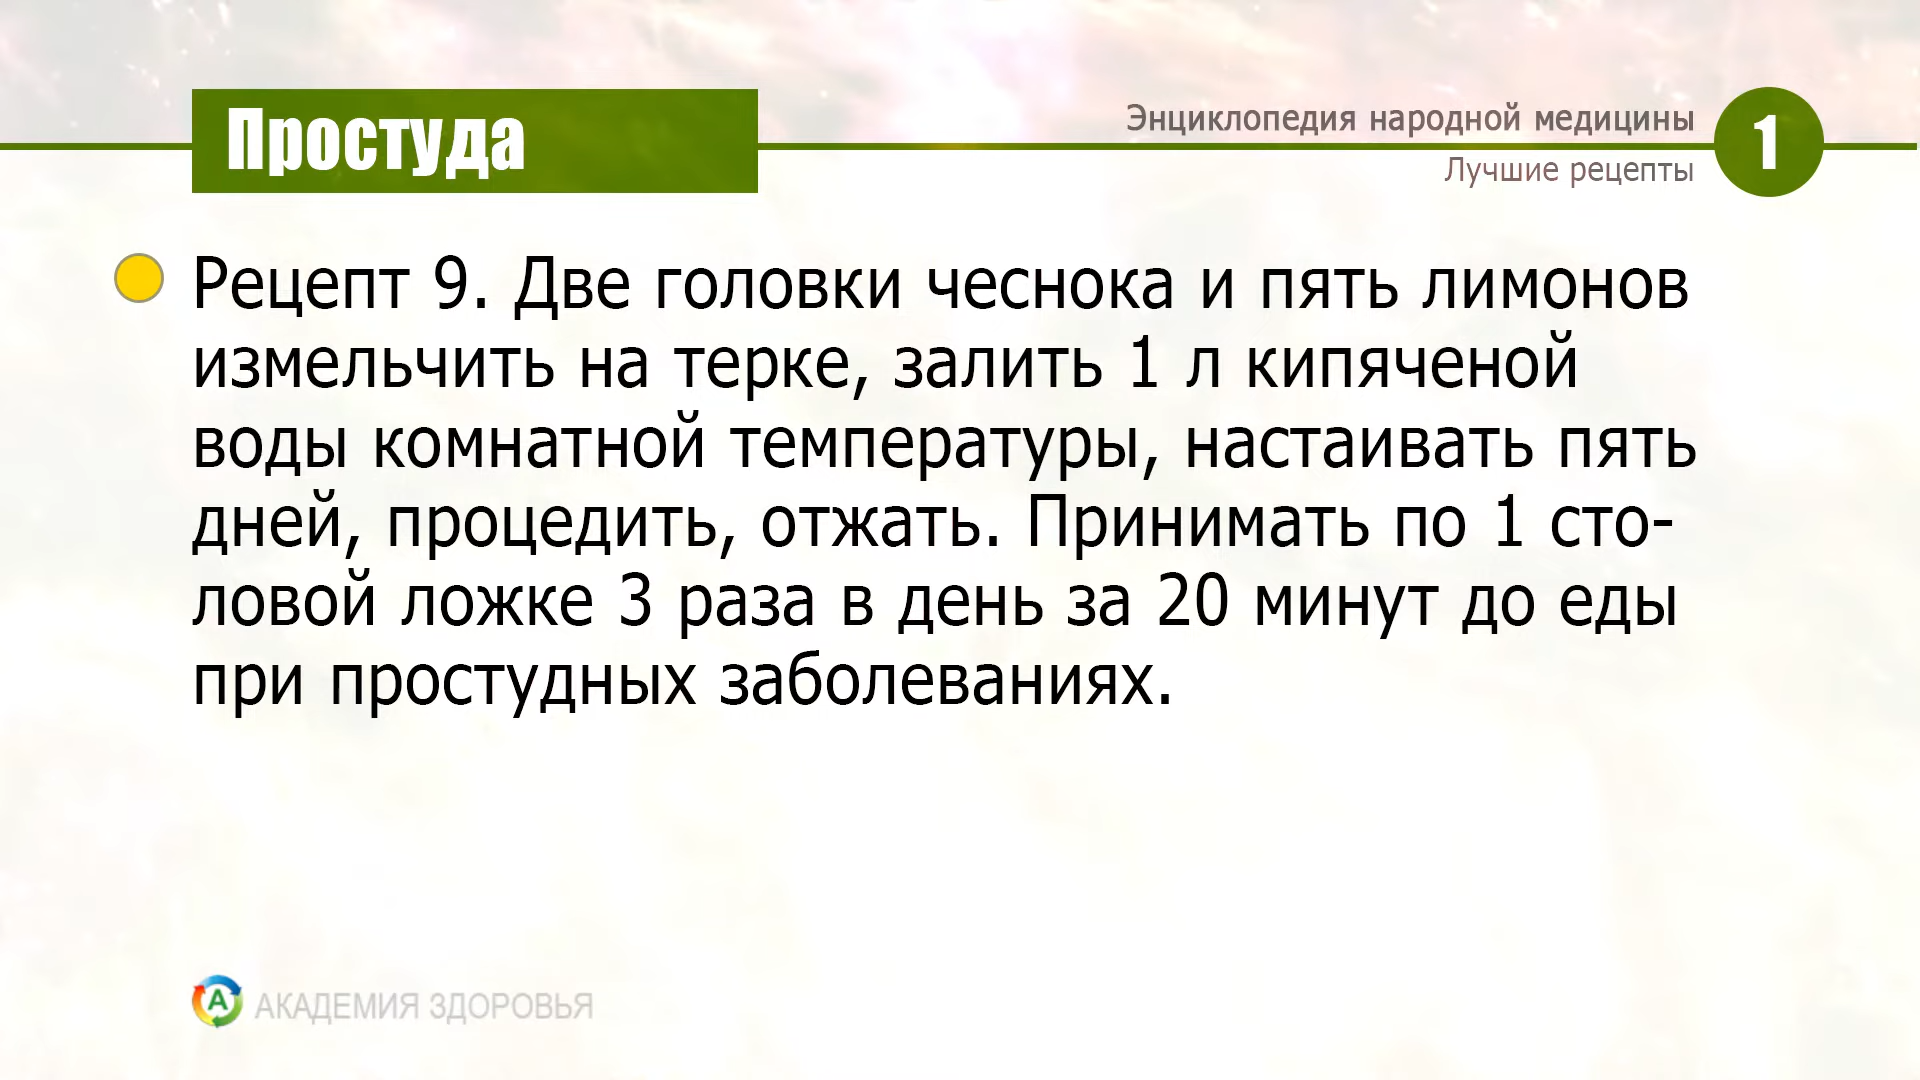 Простуда
Энциклопедия народной медицины
Лучшие рецепты
1
Рецепт 9. Две головки чеснока и пять лимонов
измельчить на терке, залить 1 л кипяченой
воды комнатной температуры, настаивать пять
дней, процедить, отжать. Принимать по 1 сто-
ловой ложке 3 раза в день за 20 минут до еды
при простудных заболеваниях.
А АКАДЕМИЯ ЗДОРОВЬЯ